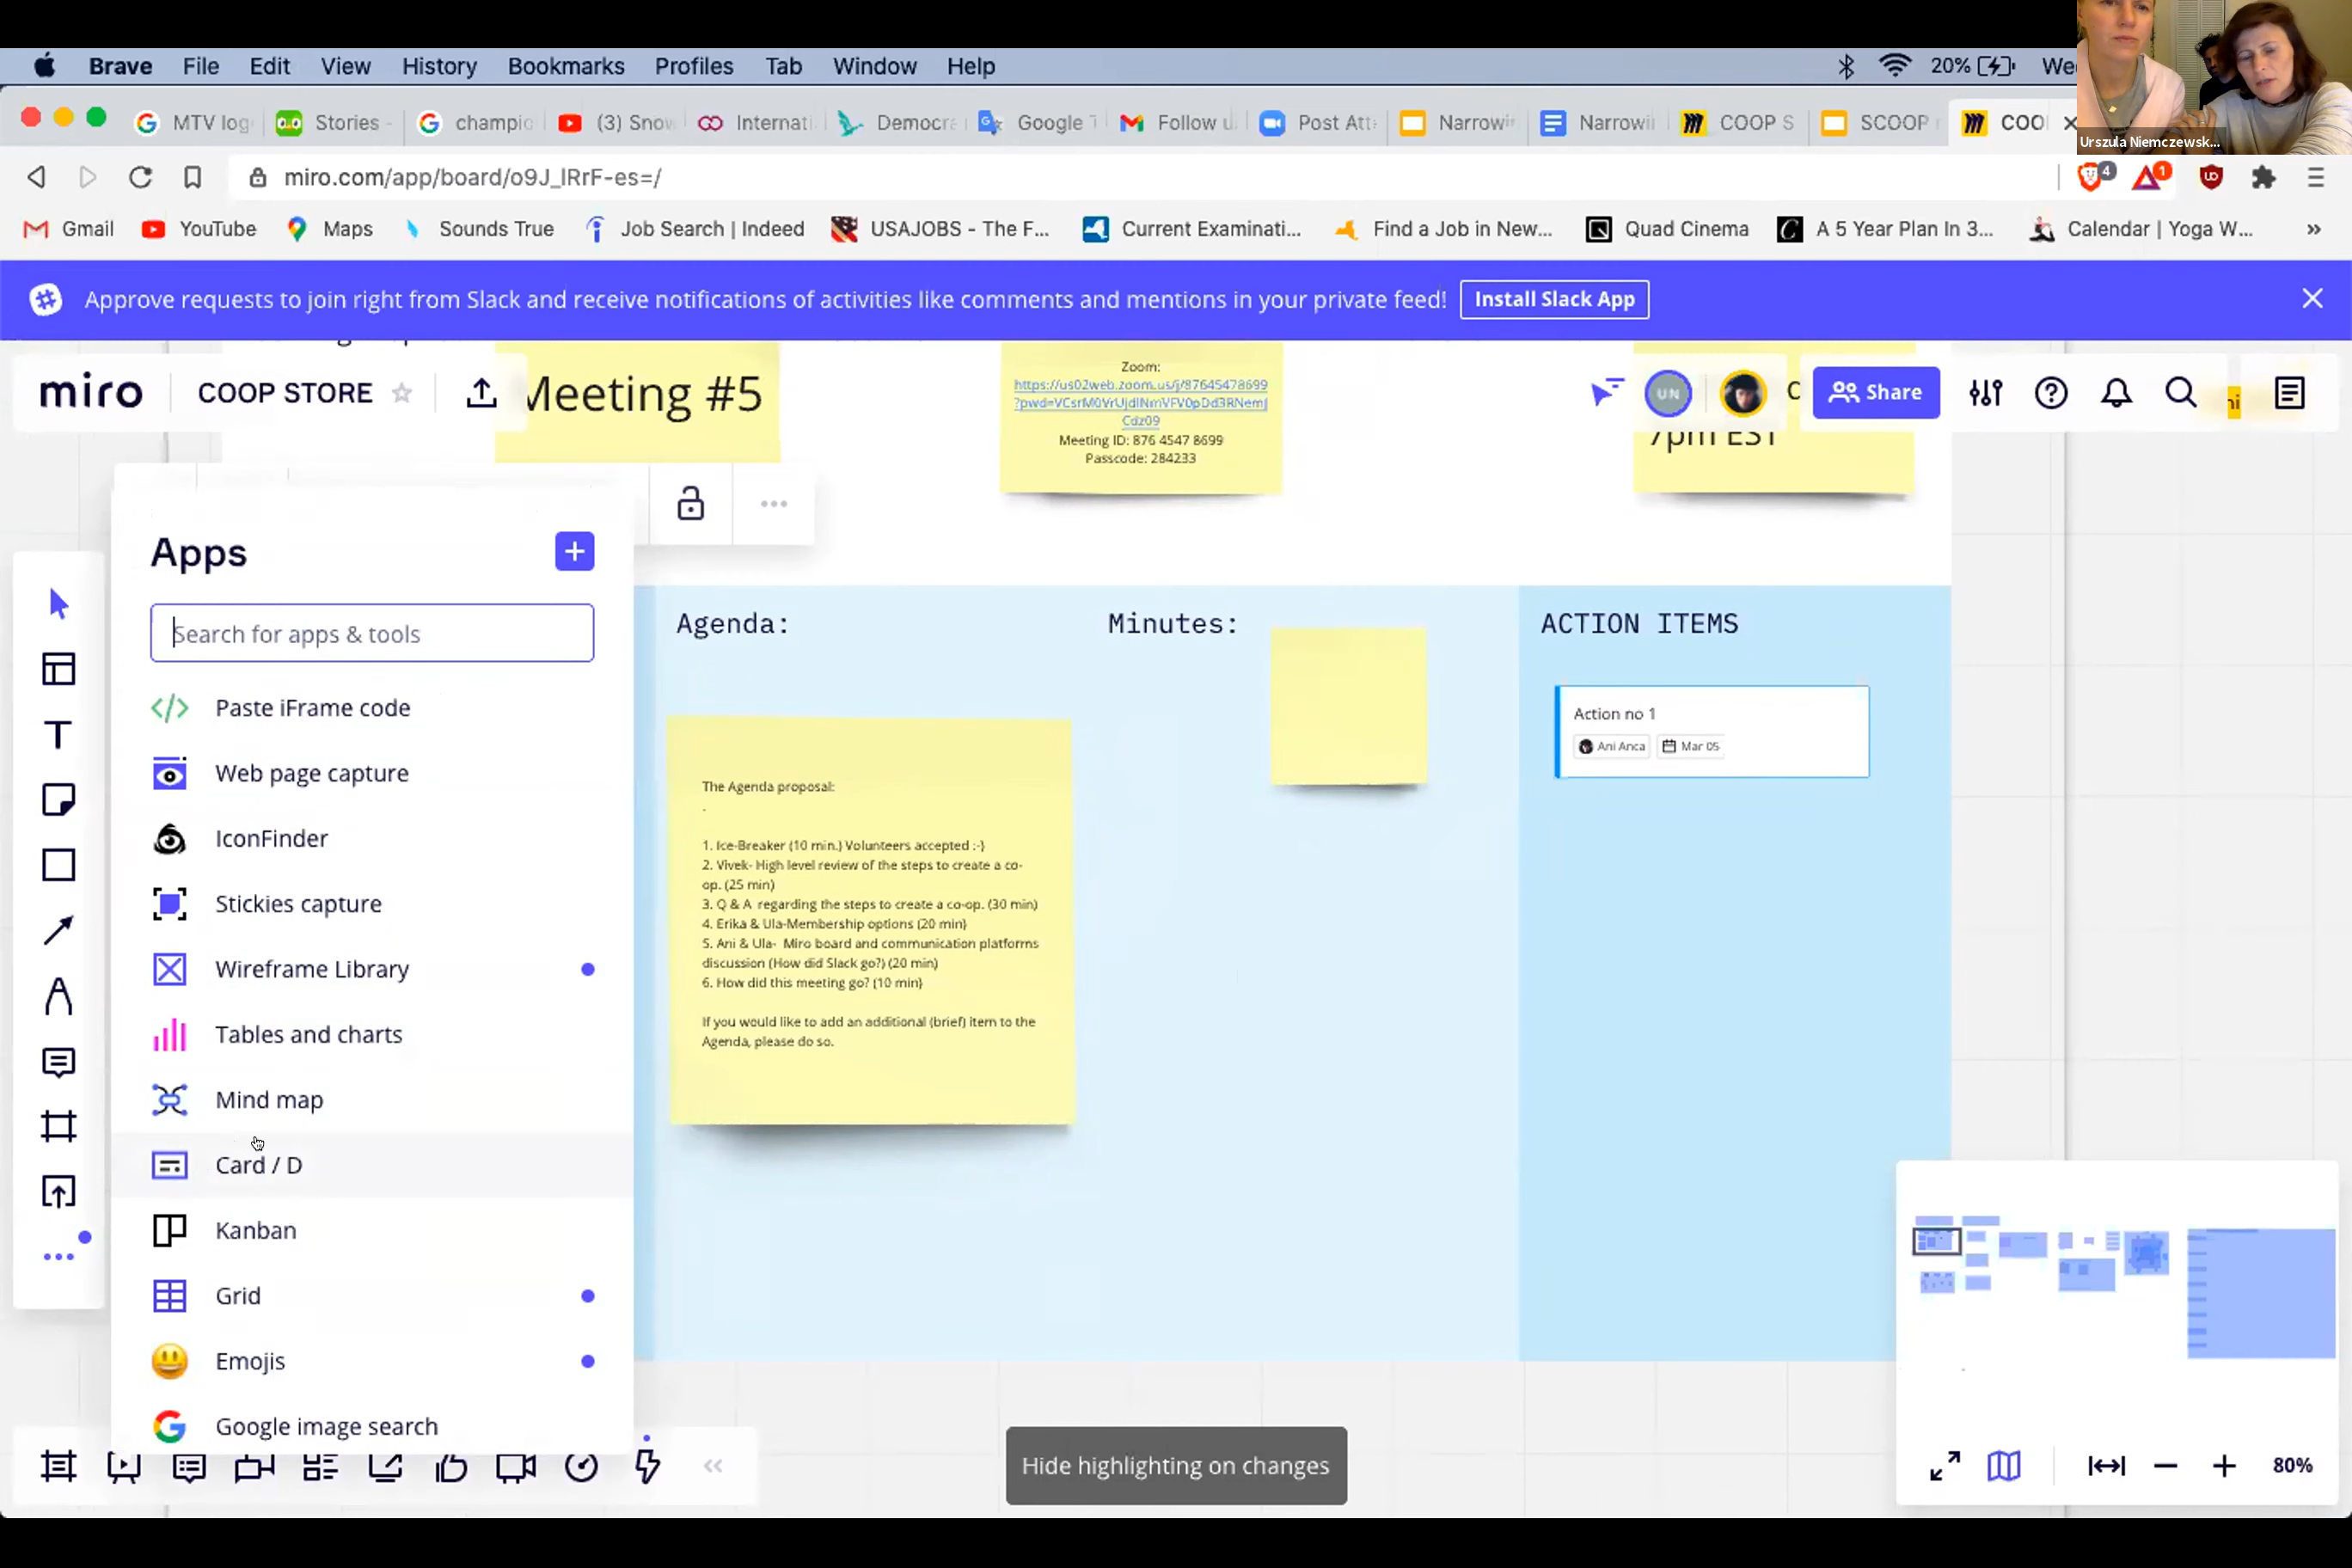 Brave File Edit View History Bookmarks Profiles Tab Window Help
20%
MTV log
Stories -
champio
(3) Snow
Internati
Democra
Google T
Follow u
Post Att
Narrowi
Narrowi
COOP S
SCOOP
COO
Urszula Niemczewsk...
miro.com/app/board/o9J_lRrF-es=/
4
1
Gmail
YouTube
Maps
Sounds True
Job Search | Indeed
USAJOBS - The F...
Current Examinati...
Find a Job in New...
Quad Cinema
A 5 Year Plan In 3...
Calendar | Yoga W...
»
Approve requests to join right from Slack and receive notifications of activities like comments and mentions in your private feed!
Install Slack App
miro
COOP STORE
Meeting #5
Zoom:
Meeting ID: 876 4547 8699
Passcode: 284233
UN
Share
7pm EST
Apps
Search for apps & tools
Paste iFrame code
Web page capture
IconFinder
Stickies capture
Wireframe Library
Tables and charts
Mind map
Card / D
Kanban
Grid
Emojis
Google image search
Agenda:
The Agenda proposal:
.
1. Ice-Breaker (10 min.) Volunteers accepted :-}
2. Vivek- High level review of the steps to create a co-
op. (25 min)
3. Q & A regarding the steps to create a co-op. (30 min)
4. Erika & Ula-Membership options (20 min)
5. Ani & Ula- Miro board and communication platforms
discussion (How did Slack go?) (20 min)
6. How did this meeting go? (10 min)
If you would like to add an additional (brief) item to the
Agenda, please do so.
Minutes:
ACTION ITEMS
Action no 1
Ani Anca
Mar 05
Hide highlighting on changes
80%